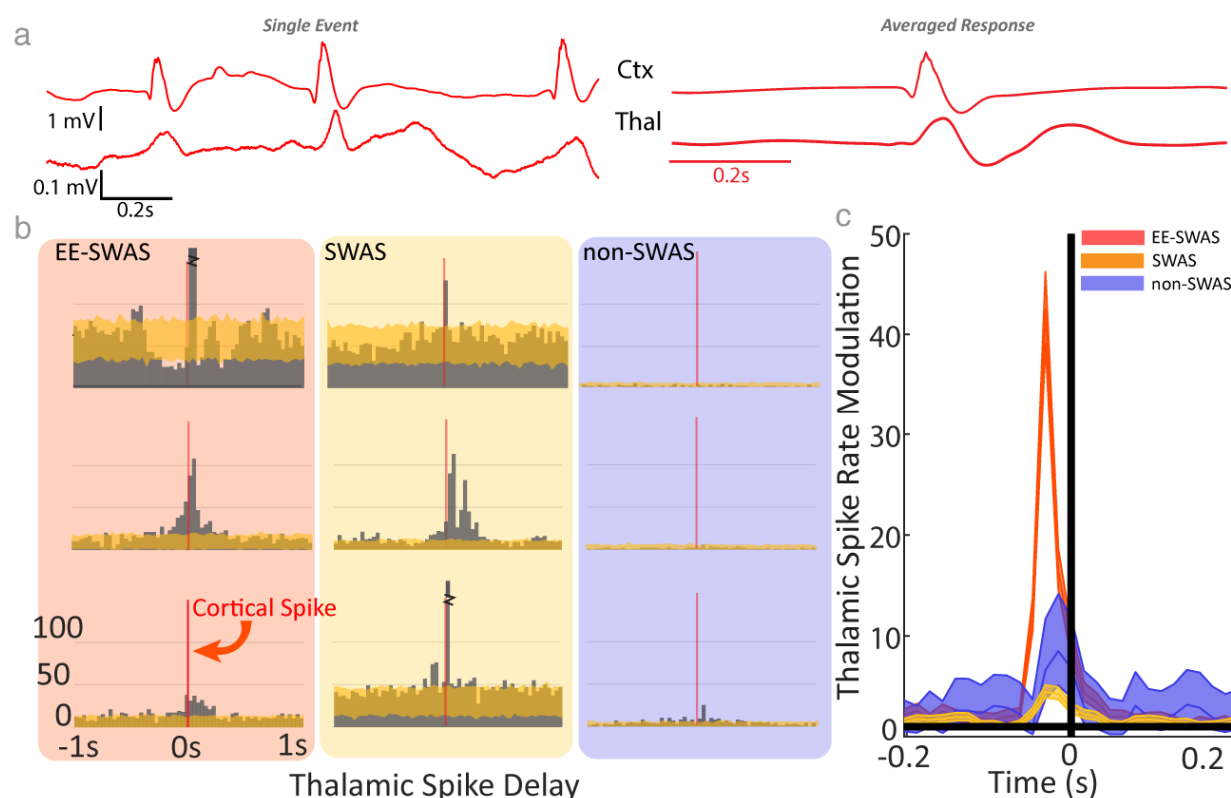 a
Single Event
Averaged Response
Ctx
1 mV
Thal
0.1 mV
0.2s
0.2s
b
EE-SWAS
SWAS
non-SWAS
Cortical Spike
100
50
0
-1s
0s
1s
Thalamic Spike Delay
c
EE-SWAS
SWAS
non-SWAS
Thalamic Spike Rate Modulation
50
40
30
20
10
0
-0.2
0
0.2
Time (s)